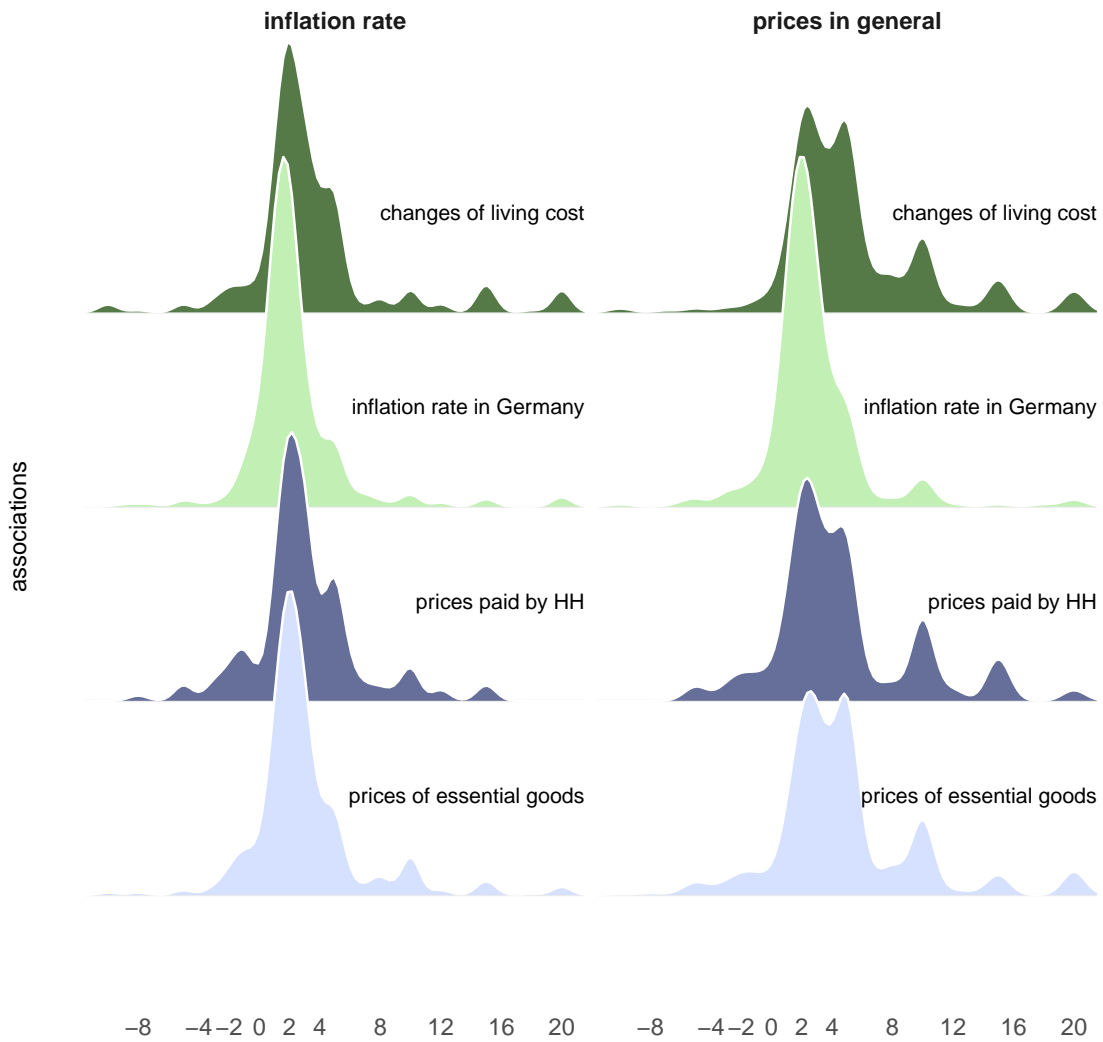 inflation rate
prices in general
changes of living cost
changes of living cost
inflation rate in Germany
inflation rate in Germany
associations
prices paid by HH
prices paid by HH
prices of essential goods
prices of essential goods
−8 −4 −2 0 2 4 8 12 16 20
−8 −4 −2 0 2 4 8 12 16 20